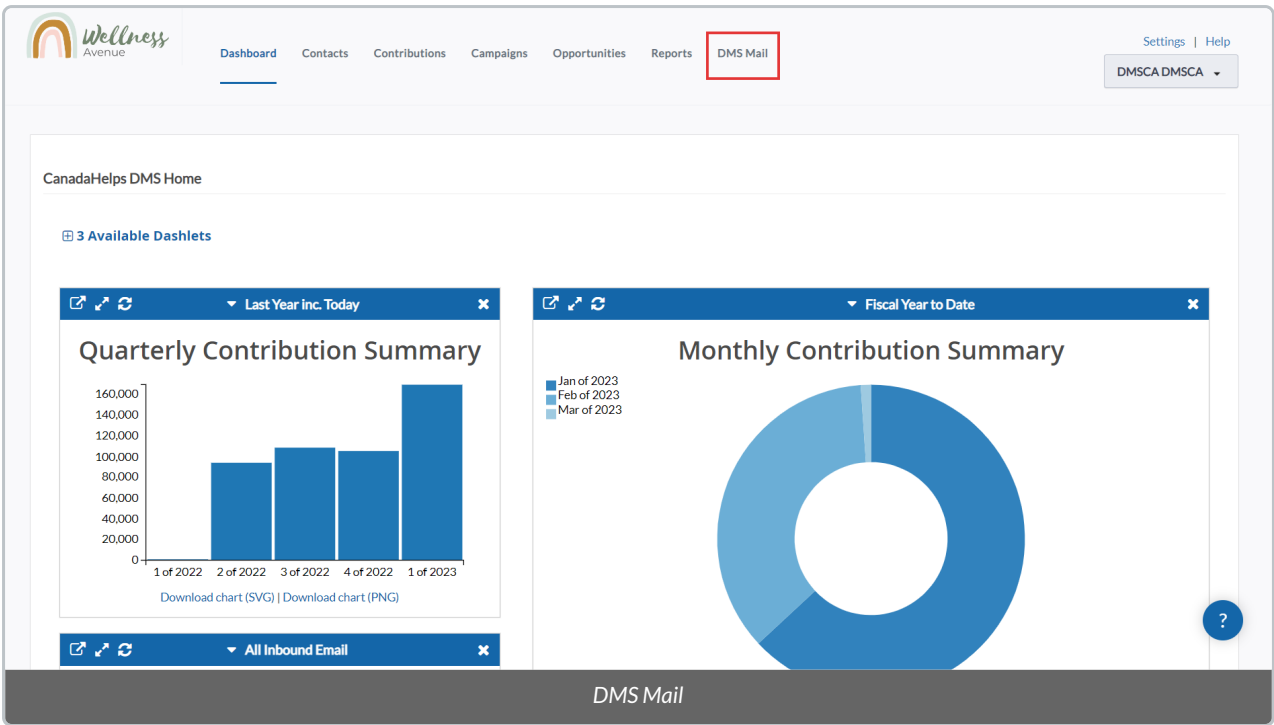 Wellness
Avenue
Dashboard Contacts Contributions Campaigns Opportunities Reports DMS Mail
Settings | Help
DMSCA DMSCA
CanadaHelps DMS Home
3 Available Dashlets
Last Year inc. Today
Quarterly Contribution Summary
160,000
140,000
120,000
100,000
80,000
60,000
40,000
20,000
0
1 of 2022 2 of 2022 3 of 2022 4 of 2022 1 of 2023
Download chart (SVG) | Download chart (PNG)
Fiscal Year to Date
Monthly Contribution Summary
Jan of 2023
Feb of 2023
Mar of 2023
All Inbound Email
?
DMS Mail